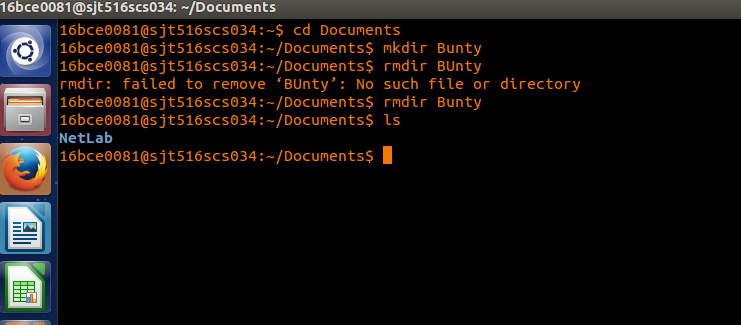 16bce0081@sjt516scs034: ~/Documents
16bce0081@sjt516scs034:~$ cd Documents
16bce0081@sjt516scs034:~/Documents$ mkdir Bunty
16bce0081@sjt516scs034:~/Documents$ rmdir BUnty
rmdir: failed to remove ‘BUnty’: No such file or directory
16bce0081@sjt516scs034:~/Documents$ rmdir Bunty
16bce0081@sjt516scs034:~/Documents$ ls
NetLab
16bce0081@sjt516scs034:~/Documents$